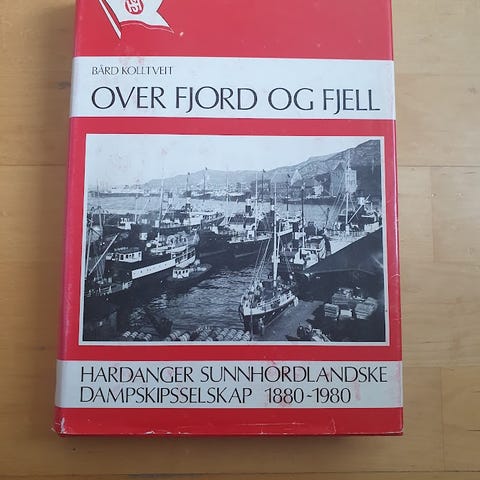 BÅRD KOLLTVEIT
OVER FJORD OG FJELL
HARDANGER SUNNHORDLANDSKE
DAMPSKIPSSELSKAP 1880-1980